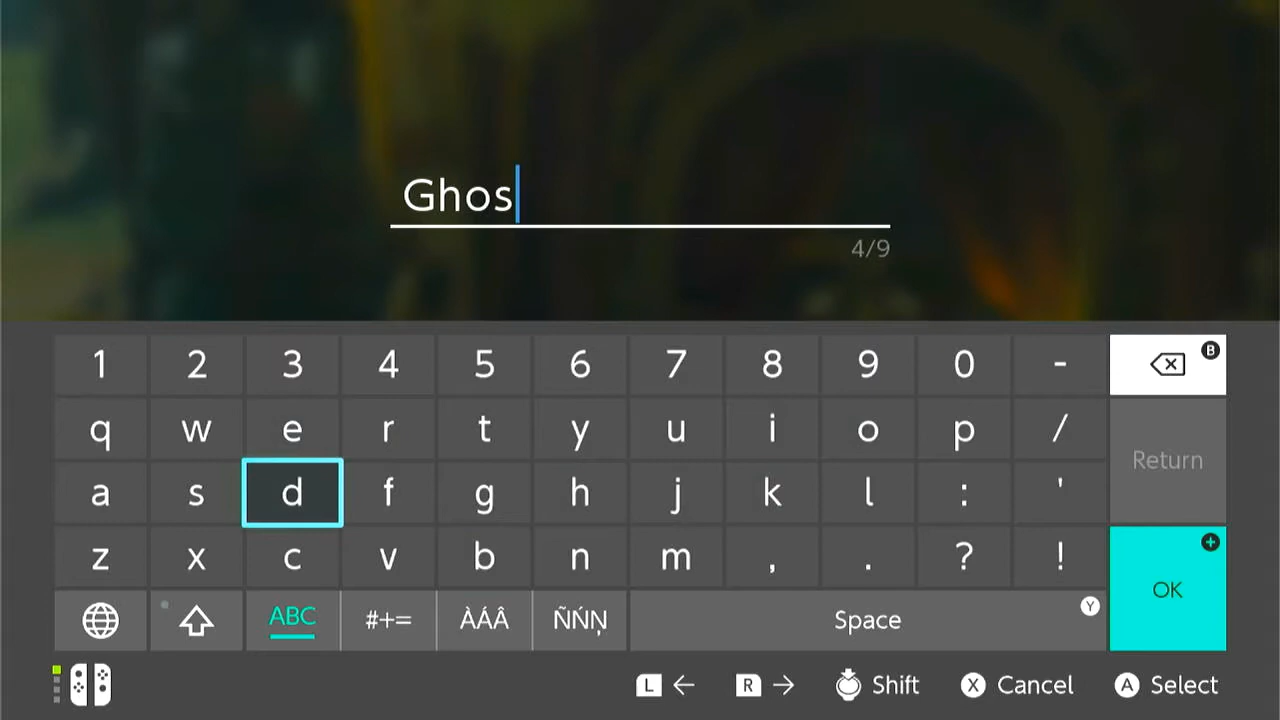 Ghos
4/9
1 2 3 4 5 6 7 8 9 0 - B
q w e r t y u i o p /
Return
a s d f g h j k l : '
z x c v b n m , . ? ! +
OK
ABC #+= ÀÁÂ ÑŃŅ Space Y
L ← R → Shift X Cancel A Select